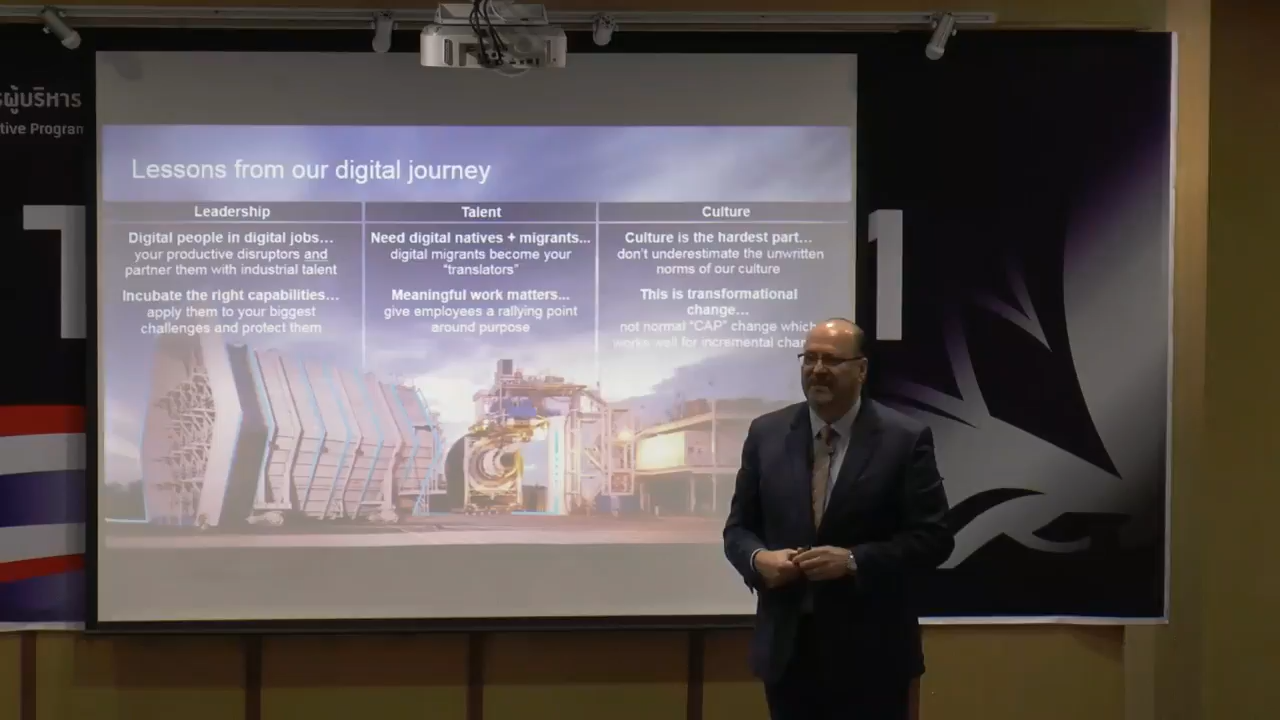 ผู้บริหาร
tive Program
T
1
Lessons from our digital journey
Leadership
Digital people in digital jobs…
your productive disruptors and
partner them with industrial talent
Incubate the right capabilities…
apply them to your biggest
challenges and protect them
Talent
Need digital natives + migrants...
digital migrants become your
“translators”
Meaningful work matters...
give employees a rallying point
around purpose
Culture
Culture is the hardest part…
don’t underestimate the unwritten
norms of our culture
This is transformational
change…
not normal “CAP” change which
works well for incremental